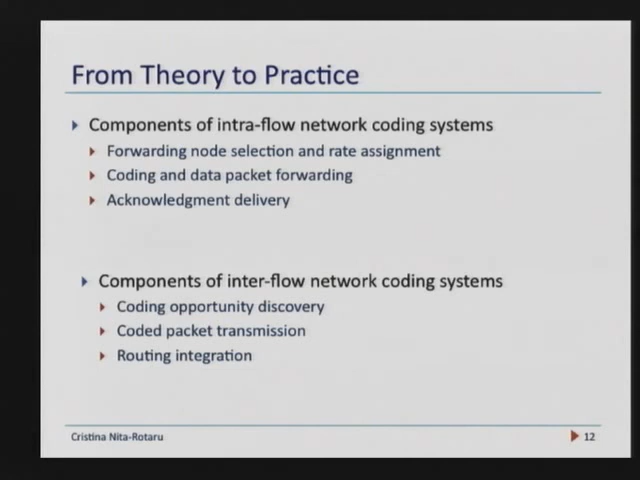 From Theory to Practice
Components of intra-flow network coding systems
Forwarding node selection and rate assignment
Coding and data packet forwarding
Acknowledgment delivery
Components of inter-flow network coding systems
Coding opportunity discovery
Coded packet transmission
Routing integration
Cristina Nita-Rotaru
12